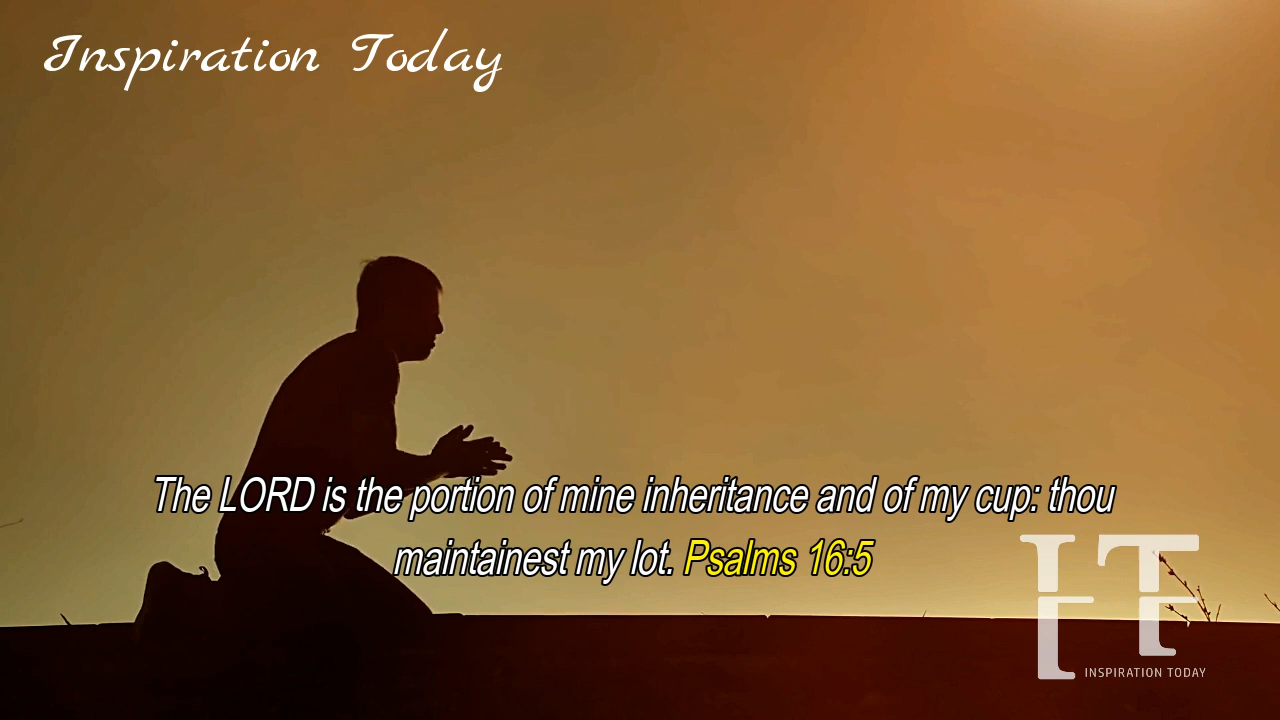 Inspiration Today
The LORD is the portion of mine inheritance and of my cup: thou
maintainest my lot. Psalms 16:5
IT
INSPIRATION TODAY